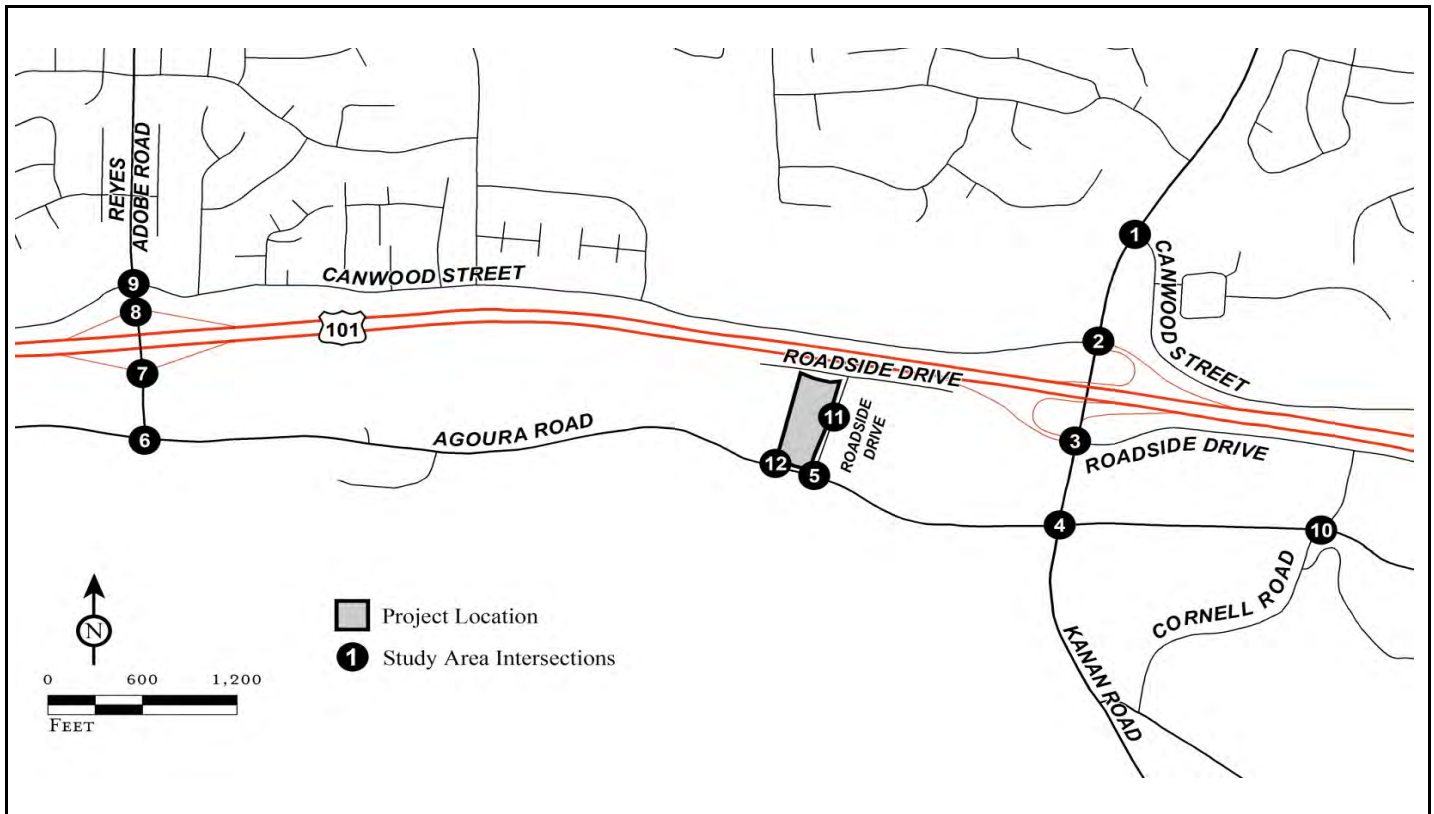 REYES
ADOBE ROAD
1
CANWOOD
STREET
9
CANWOOD STREET
8
101
2
7
ROADSIDE DRIVE
11
ROADSIDE
DRIVE
6
AGOURA ROAD
12
5
3
ROADSIDE DRIVE
4
10
CORNELL ROAD
KANAN ROAD
N
Project Location
1 Study Area Intersections
0 600 1,200
FEET